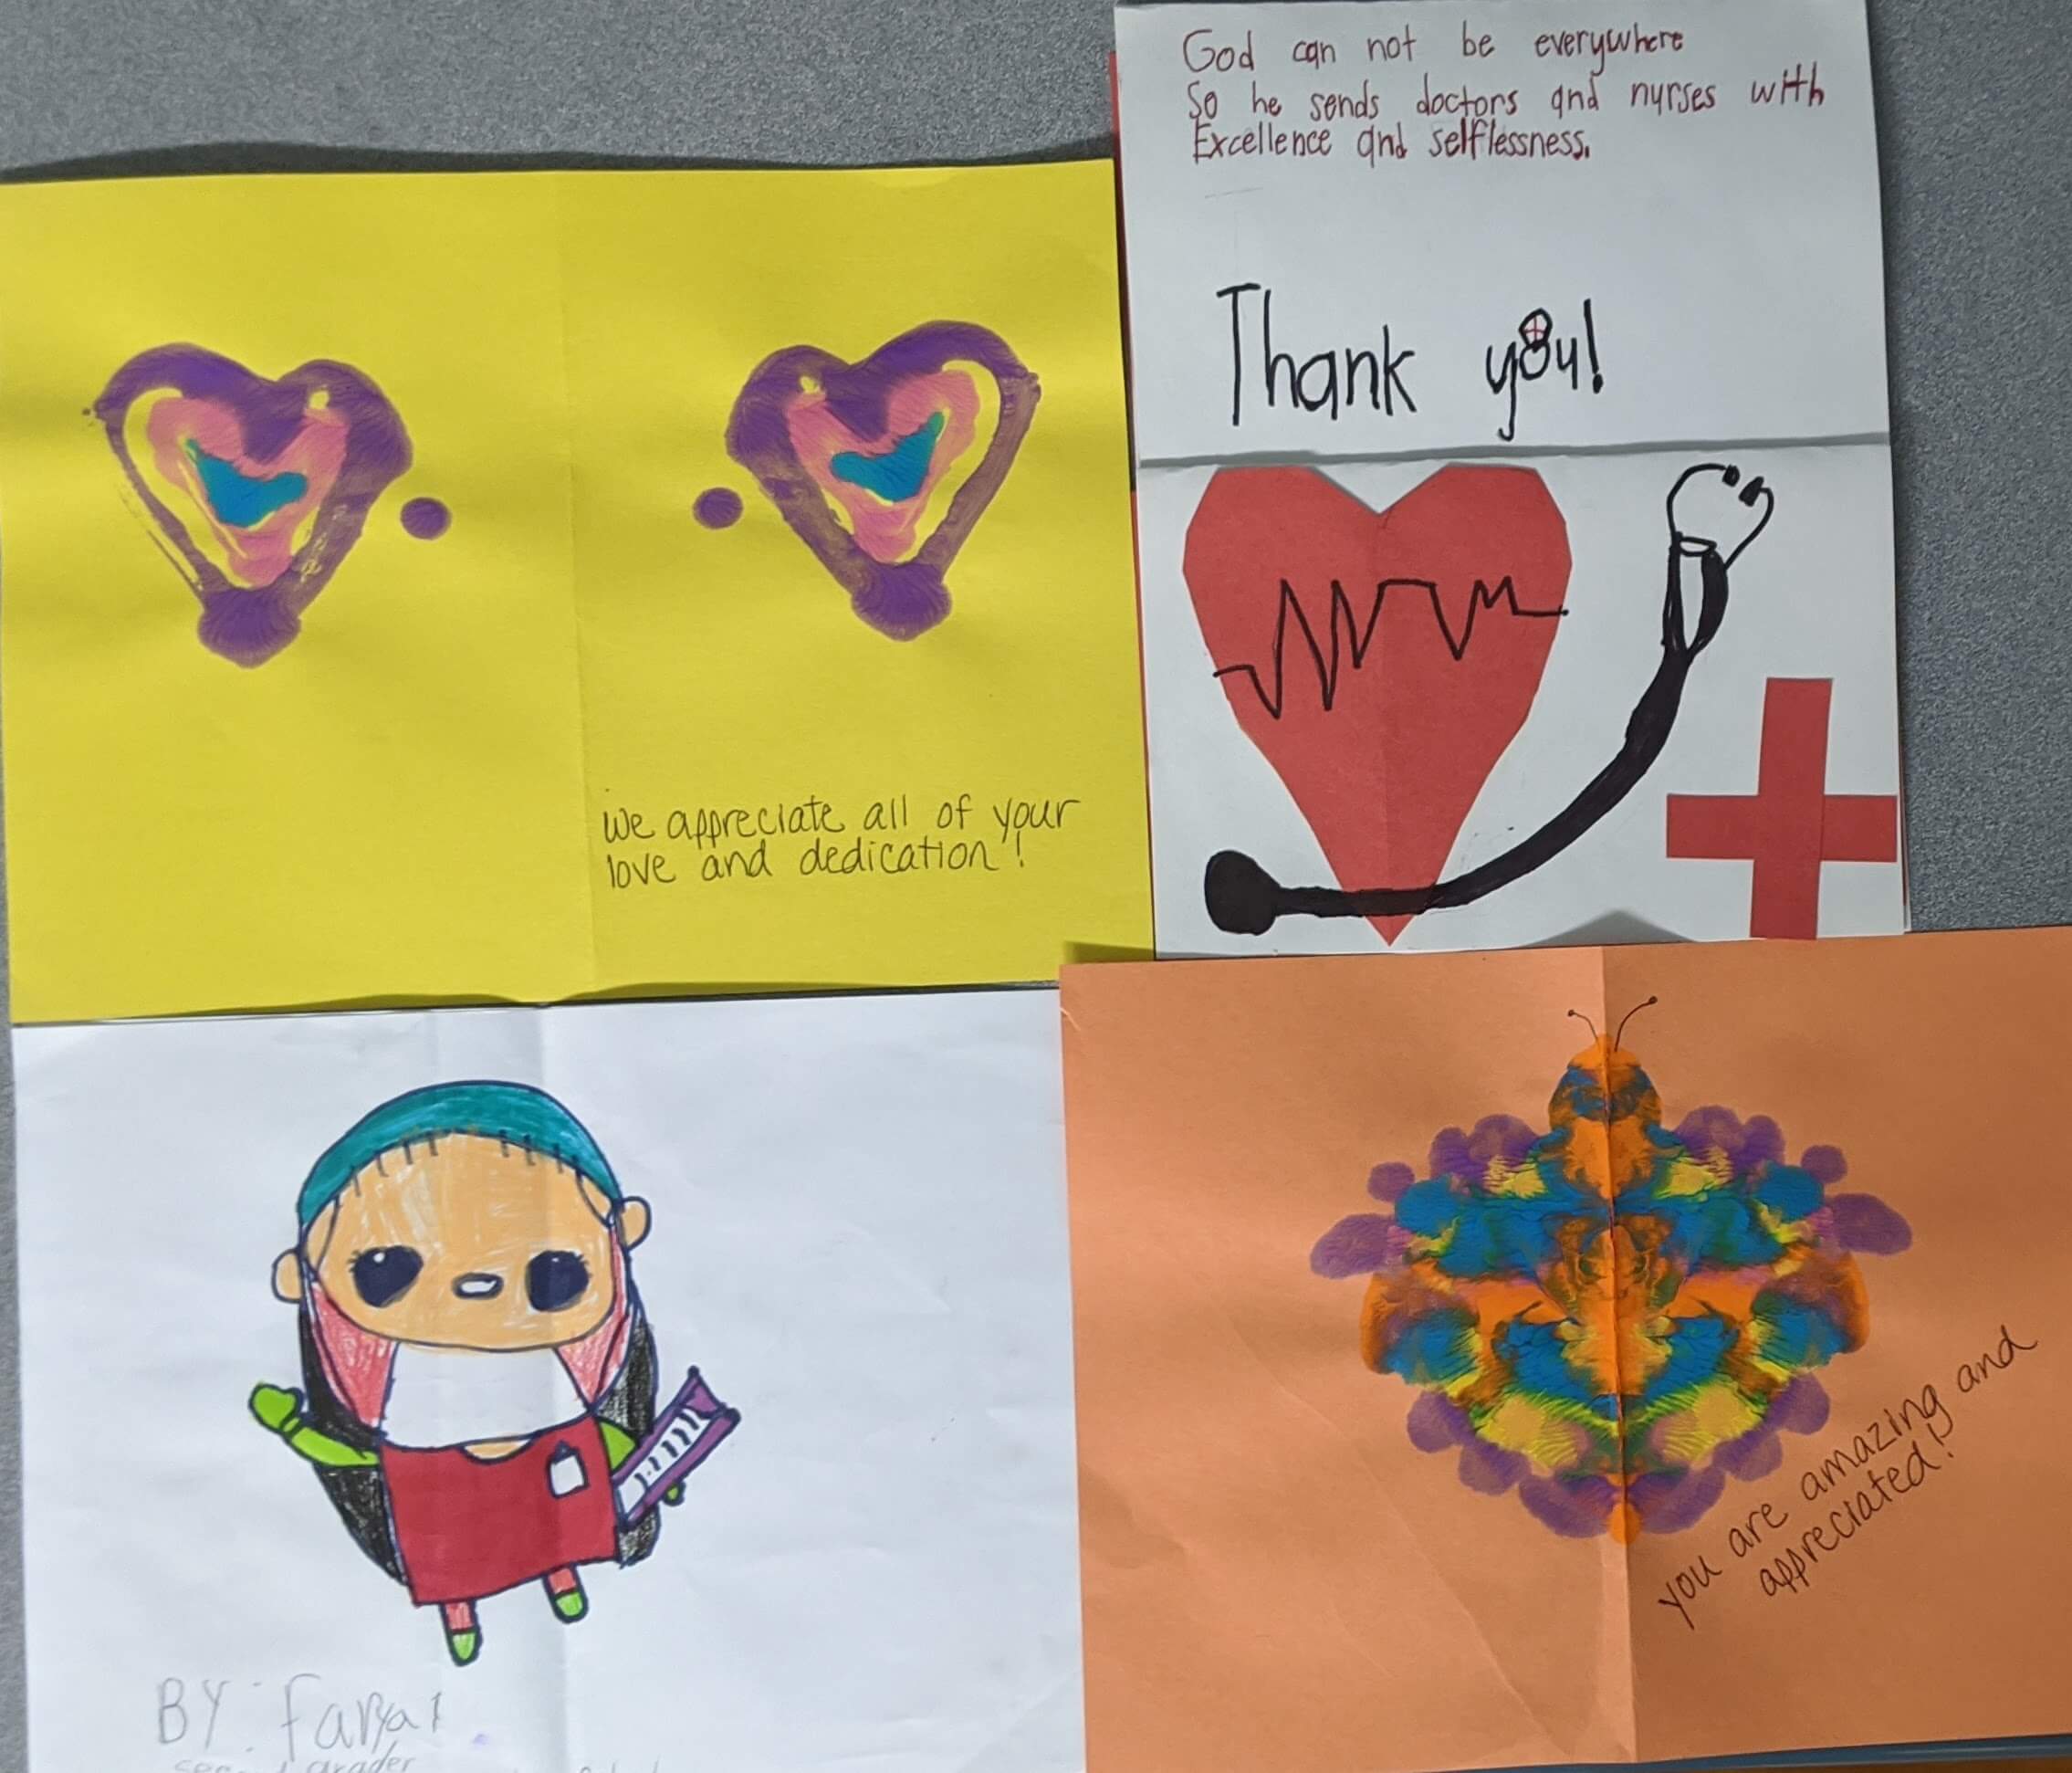 God can not be everywhere
So he sends doctors and nurses with
Excellence and selflessness.
Thank you!
we appreciate all of your
love and dedication!
you are amazing and
appreciated!
BY: Faryal
second grader